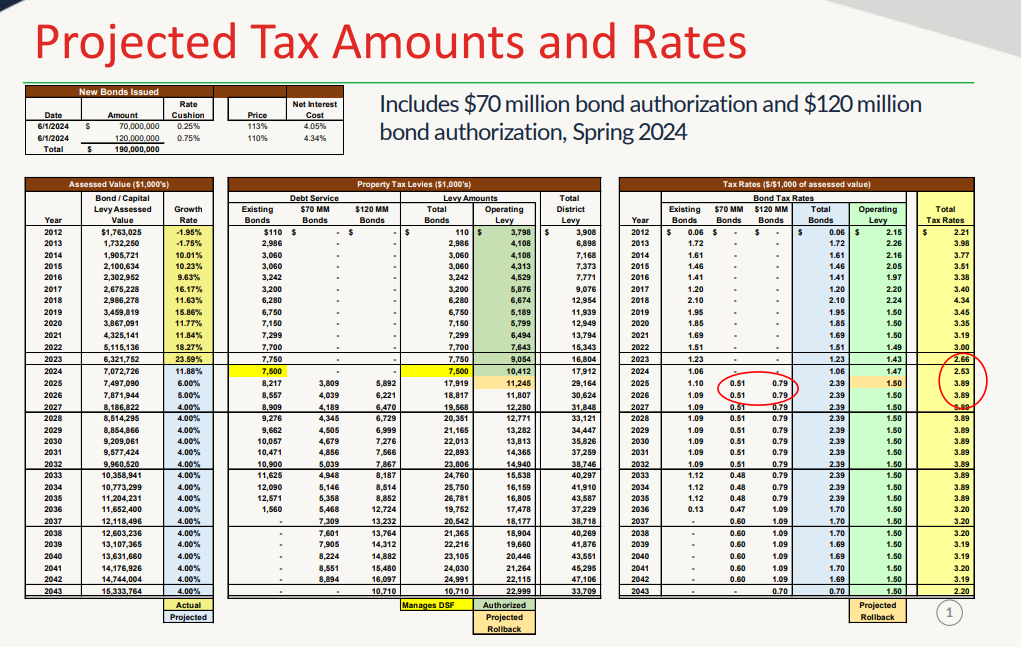 Projected Tax Amounts and Rates
New Bonds Issued
Rate Net Interest
Date Amount Cushion Price Cost
6/1/2024 $ 70,000,000 0.25% 113% 4.05%
6/1/2024 120,000,000 0.75% 110% 4.34%
Total $ 190,000,000
Includes $70 million bond authorization and $120 million
bond authorization, Spring 2024
Assessed Value ($1,000's) Property Tax Levies ($1,000's) Tax Rates ($/$1,000 of assessed value)
Bond / Capital Debt Service Levy Amounts Total Bond Tax Rates
Levy Assessed Growth Existing $70 MM $120 MM Total Operating District Existing $70 MM $120 MM Total Operating Total
Year Value Rate Bonds Bonds Bonds Bonds Levy Levy Year Bonds Bonds Bonds Bonds Levy Tax Rates
2012 $1,763,025 -1.95% $110 $ - $ - $ 110 $ 3,798 $ 3,908 2012 $ 0.06 $ - $ - $ 0.06 $ 2.15 $ 2.21
2013 1,732,250 -1.75% 2,986 - - 2,986 4,108 6,898 2013 1.72 - - 1.72 2.26 3.98
2014 1,905,721 10.01% 3,060 - - 3,060 4,108 7,168 2014 1.61 - - 1.61 2.16 3.77
2015 2,100,634 10.23% 3,060 - - 3,060 4,313 7,373 2015 1.46 - - 1.46 2.05 3.51
2016 2,302,952 9.63% 3,242 - - 3,242 4,529 7,771 2016 1.41 - - 1.41 1.97 3.38
2017 2,675,228 16.17% 3,200 - - 3,200 5,876 9,076 2017 1.20 - - 1.20 2.20 3.40
2018 2,986,278 11.63% 6,280 - - 6,280 6,674 12,954 2018 2.10 - - 2.10 2.24 4.34
2019 3,459,819 15.86% 6,750 - - 6,750 5,189 11,939 2019 1.95 - - 1.95 1.50 3.45
2020 3,867,091 11.77% 7,150 - - 7,150 5,799 12,949 2020 1.85 - - 1.85 1.50 3.35
2021 4,325,141 11.84% 7,299 - - 7,299 6,494 13,794 2021 1.69 - - 1.69 1.50 3.19
2022 5,115,136 18.27% 7,700 - - 7,700 7,643 15,343 2022 1.51 - - 1.51 1.49 3.00
2023 6,321,752 23.59% 7,750 - - 7,750 9,054 16,804 2023 1.23 - - 1.23 1.43 2.66
2024 7,072,726 11.88% 7,500 - - 7,500 10,412 17,912 2024 1.06 - - 1.06 1.47 2.53
2025 7,497,090 6.00% 8,217 3,809 5,892 17,919 11,245 29,164 2025 1.10 0.51 0.79 2.39 1.50 3.89
2026 7,871,944 5.00% 8,557 4,039 6,221 18,817 11,807 30,624 2026 1.09 0.51 0.79 2.39 1.50 3.89
2027 8,186,822 4.00% 8,909 4,189 6,470 19,568 12,280 31,848 2027 1.09 0.51 0.79 2.39 1.50 3.89
2028 8,514,295 4.00% 9,276 4,345 6,729 20,351 12,771 33,121 2028 1.09 0.51 0.79 2.39 1.50 3.89
2029 8,854,866 4.00% 9,662 4,505 6,999 21,165 13,282 34,447 2029 1.09 0.51 0.79 2.39 1.50 3.89
2030 9,209,061 4.00% 10,057 4,679 7,276 22,013 13,813 35,826 2030 1.09 0.51 0.79 2.39 1.50 3.89
2031 9,577,424 4.00% 10,471 4,856 7,566 22,893 14,365 37,259 2031 1.09 0.51 0.79 2.39 1.50 3.89
2032 9,960,520 4.00% 10,900 5,039 7,867 23,806 14,940 38,746 2032 1.09 0.51 0.79 2.39 1.50 3.89
2033 10,358,941 4.00% 11,625 4,948 8,187 24,760 15,538 40,297 2033 1.12 0.48 0.79 2.39 1.50 3.89
2034 10,773,299 4.00% 12,090 5,146 8,514 25,750 16,159 41,910 2034 1.12 0.48 0.79 2.39 1.50 3.89
2035 11,204,231 4.00% 12,571 5,358 8,852 26,781 16,805 43,587 2035 1.12 0.48 0.79 2.39 1.50 3.89
2036 11,652,400 4.00% 1,560 5,468 12,724 19,752 17,478 37,229 2036 0.13 0.47 1.09 1.70 1.50 3.20
2037 12,118,496 4.00% - 7,309 13,232 20,542 18,177 38,718 2037 - 0.60 1.09 1.70 1.50 3.20
2038 12,603,236 4.00% - 7,601 13,764 21,365 18,904 40,269 2038 - 0.60 1.09 1.70 1.50 3.20
2039 13,107,365 4.00% - 7,905 14,312 22,216 19,660 41,876 2039 - 0.60 1.09 1.69 1.50 3.19
2040 13,631,660 4.00% - 8,224 14,882 23,105 20,446 43,551 2040 - 0.60 1.09 1.69 1.50 3.19
2041 14,176,926 4.00% - 8,551 15,480 24,030 21,264 45,295 2041 - 0.60 1.09 1.70 1.50 3.20
2042 14,744,004 4.00% - 8,894 16,097 24,991 22,115 47,106 2042 - 0.60 1.09 1.69 1.50 3.19
2043 15,333,764 4.00% - - 10,710 10,710 22,999 33,709 2043 - - 0.70 0.70 1.50 2.20
Actual Manages DSF Authorized Projected
Projected Projected Rollback
Rollback
1